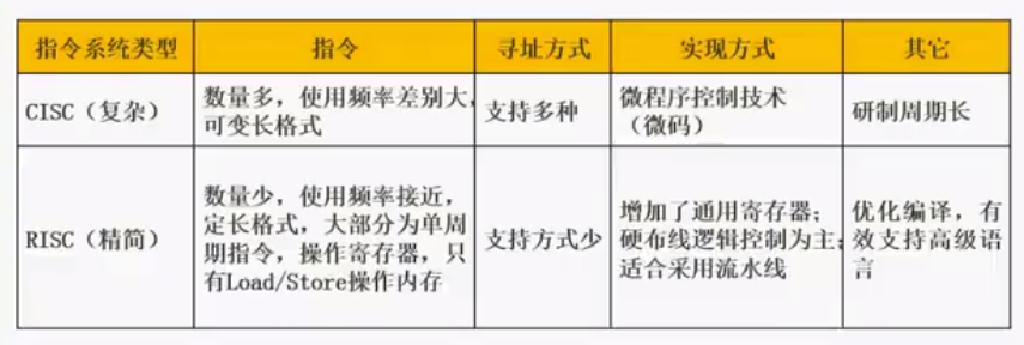 指令系统类型 指令 寻址方式 实现方式 其它
CISC（复杂）
数量多，使用频率差别大，
可变长格式
支持多种
微程序控制技术
（微码）
研制周期长
RISC（精简）
数量少，使用频率接近，
定长格式，大部分为单周
期指令，操作寄存器，只
有Load/Store操作内存
支持方式少
增加了通用寄存器；
硬布线逻辑控制为主；
适合采用流水线
优化编译，有
效支持高级语
言